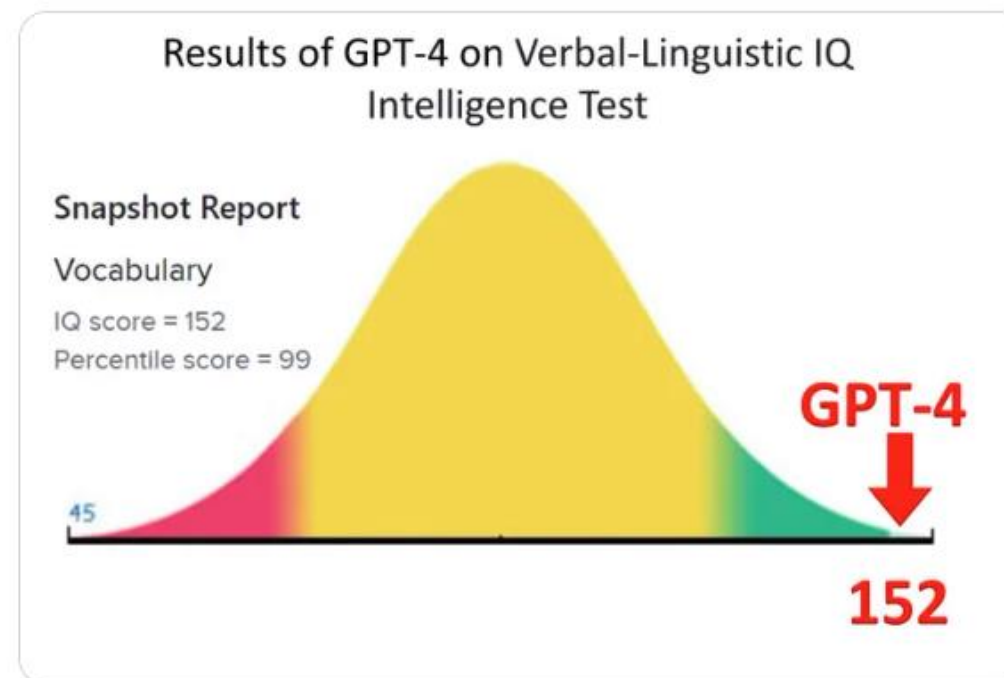 Results of GPT-4 on Verbal-Linguistic IQ
Intelligence Test
Snapshot Report
Vocabulary
IQ score = 152
Percentile score = 99
GPT-4
45
152